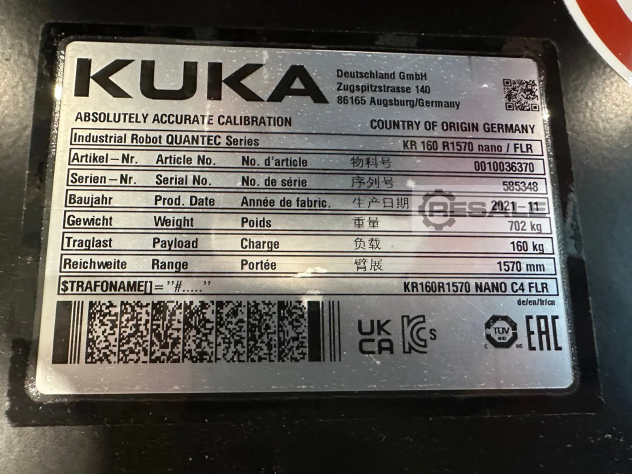 KUKA
Deutschland GmbH
Zugspitzstrasse 140
86165 Augsburg/Germany
ABSOLUTELY ACCURATE CALIBRATION COUNTRY OF ORIGIN GERMANY
Industrial Robot QUANTEC Series KR 160 R1570 nano / FLR
Artikel-Nr. Article No. No. d'article 物料号 0010036370
Serien-Nr. Serial No. No. de série 序列号 585348
Baujahr Prod. Date Année de fabric. 生产日期 2021-11
Gewicht Weight Poids 重量 702 kg
Traglast Payload Charge 负载 160 kg
Reichweite Range Portée 臂展 1570 mm
$TRAFONAME[]="#....." KR160R1570 NANO C4 FLR
de/en/fr/cn
UK CA KC s TÜV EAC
RESALE